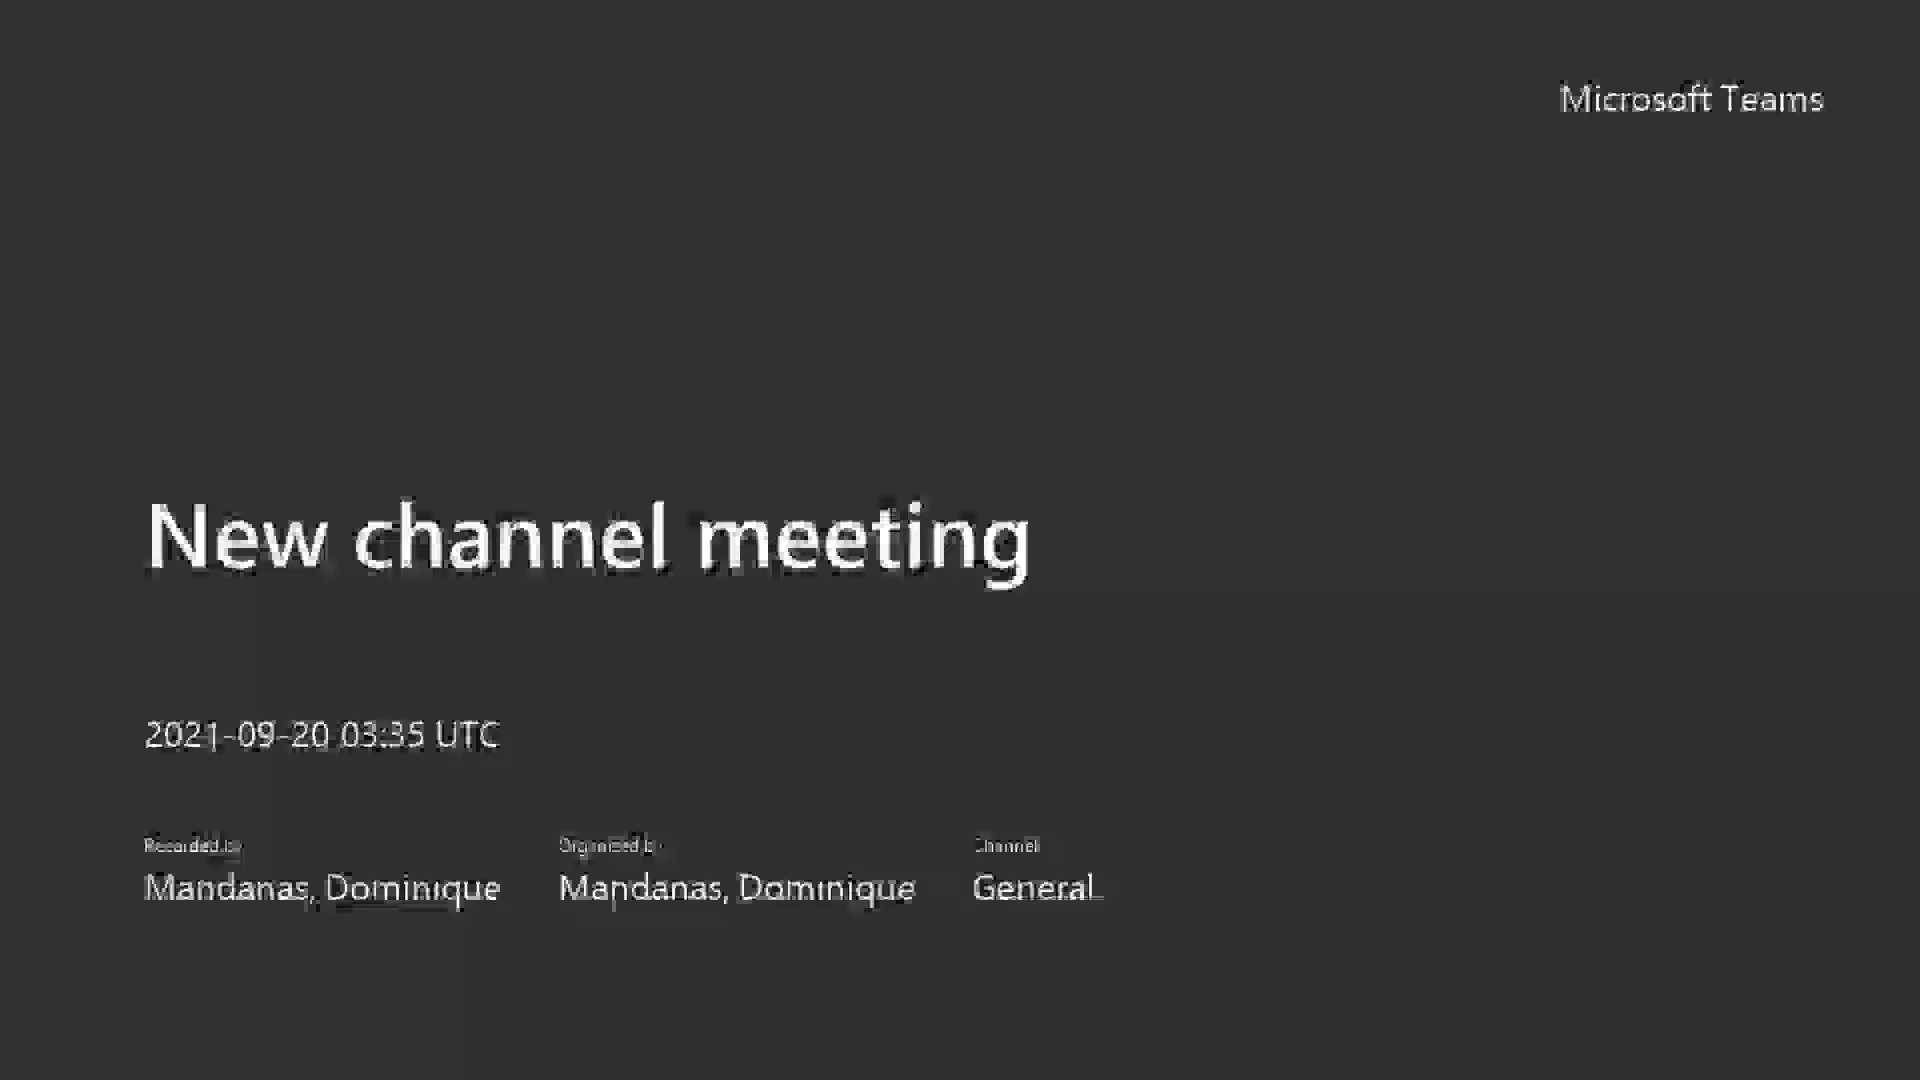 Microsoft Teams
New channel meeting
2021-09-20 03:35 UTC
Recorded by Organized by Channel
Mandanas, Dominique Mandanas, Dominique General